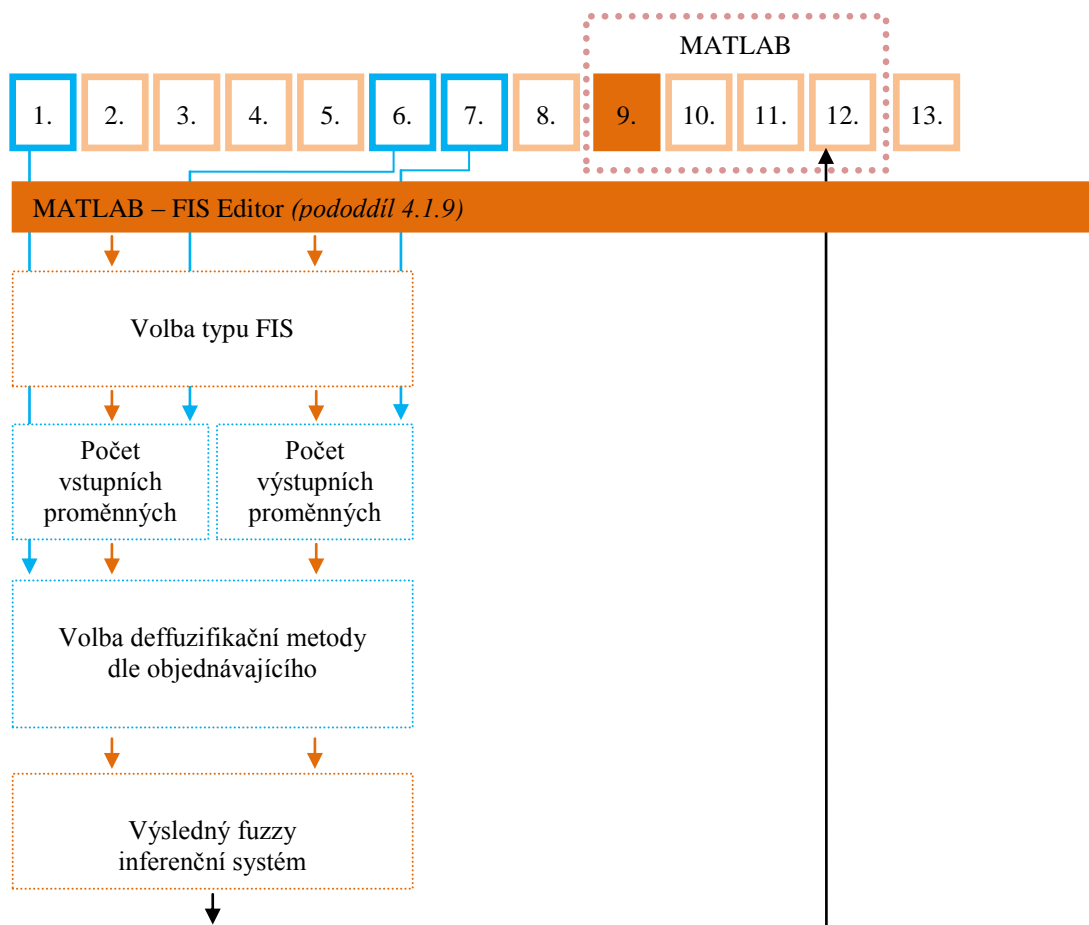 MATLAB
1. 2. 3. 4. 5. 6. 7. 8. 9. 10. 11. 12. 13.
MATLAB – FIS Editor (pododdíl 4.1.9)
Volba typu FIS
Počet
vstupních
proměnných
Počet
výstupních
proměnných
Volba deffuzifikační metody
dle objednávajícího
Výsledný fuzzy
inferenční systém